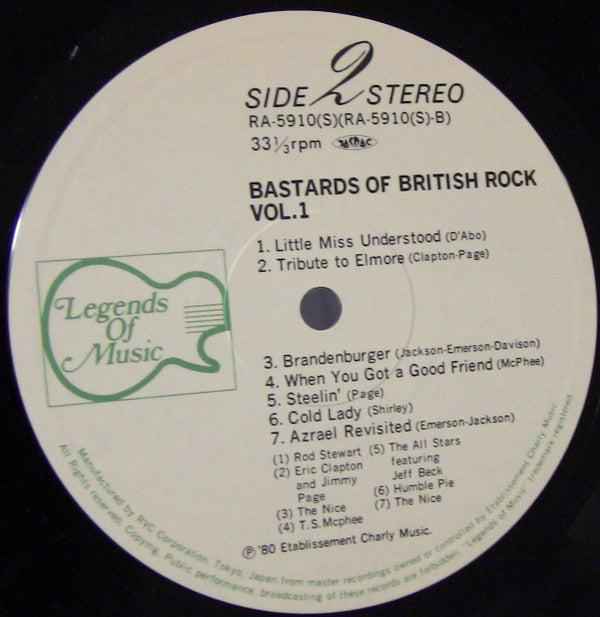 SIDE 2 STEREO
RA-5910(S)(RA-5910(S)-B)
33⅓rpm JASRAC
BASTARDS OF BRITISH ROCK
VOL.1
1. Little Miss Understood (D'Abo)
2. Tribute to Elmore (Clapton-Page)
Legends
Of
Music
3. Brandenburger (Jackson-Emerson-Davison)
4. When You Got a Good Friend (McPhee)
5. Steelin' (Page)
6. Cold Lady (Shirley)
7. Azrael Revisited (Emerson-Jackson)
(1) Rod Stewart
(2) Eric Clapton
and Jimmy
Page
(3) The Nice
(4) T.S.Mcphee
(5) The All Stars
featuring
Jeff Beck
(6) Humble Pie
(7) The Nice
Ⓟ '80 Etablissement Charly Music.
Manufactured by RVC Corporation, Tokyo, Japan from master recordings owned or controlled by Etablissement Charly Music.
All Rights reserved. Copying, Public performance, broadcasting of these records are forbidden. "Legends of Music" trademark registered.